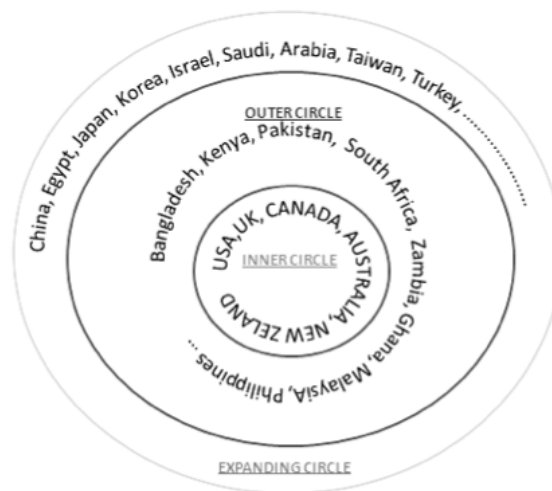 China, Egypt, Japan, Korea, Israel, Saudi, Arabia, Taiwan, Turkey, ..................
OUTER CIRCLE
Bangladesh, Kenya, Pakistan, South Africa, Zambia, Ghana, MalaysiA, Philippines ...
USA, UK, CANADA, AUSTRALIA, NEW ZELAND
INNER CIRCLE
EXPANDING CIRCLE